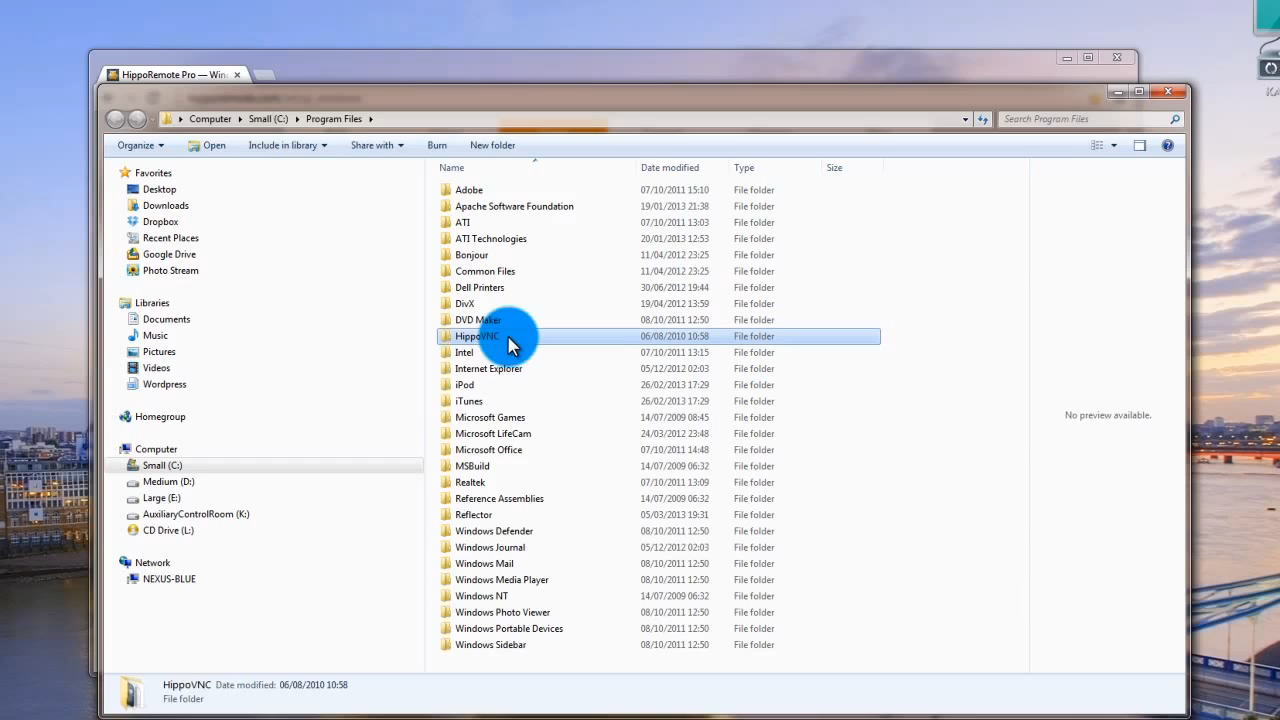 HippoRemote Pro — Win
Computer Small (C:) Program Files
Search Program Files
Organize Open Include in library Share with Burn New folder
Name Date modified Type Size
Favorites
Desktop
Downloads
Dropbox
Recent Places
Google Drive
Photo Stream
Libraries
Documents
Music
Pictures
Videos
Wordpress
Homegroup
Computer
Small (C:)
Medium (D:)
Large (E:)
AuxiliaryControlRoom (K:)
CD Drive (L:)
Network
NEXUS-BLUE
Adobe 07/10/2011 15:10 File folder
Apache Software Foundation 19/01/2013 21:38 File folder
ATI 07/10/2011 13:03 File folder
ATI Technologies 20/01/2013 12:53 File folder
Bonjour 11/04/2012 23:25 File folder
Common Files 11/04/2012 23:25 File folder
Dell Printers 30/06/2012 19:44 File folder
DivX 19/04/2012 13:59 File folder
DVD Maker 08/10/2011 12:50 File folder
HippoVNC 06/08/2010 10:58 File folder
Intel 07/10/2011 13:15 File folder
Internet Explorer 05/12/2012 02:03 File folder
iPod 26/02/2013 17:29 File folder
iTunes 26/02/2013 17:29 File folder
Microsoft Games 14/07/2009 08:45 File folder
Microsoft LifeCam 24/03/2012 23:48 File folder
Microsoft Office 07/10/2011 14:48 File folder
MSBuild 14/07/2009 06:32 File folder
Realtek 07/10/2011 13:09 File folder
Reference Assemblies 14/07/2009 06:32 File folder
Reflector 05/03/2013 19:31 File folder
Windows Defender 08/10/2011 12:50 File folder
Windows Journal 05/12/2012 02:03 File folder
Windows Mail 08/10/2011 12:50 File folder
Windows Media Player 08/10/2011 12:50 File folder
Windows NT 14/07/2009 06:32 File folder
Windows Photo Viewer 08/10/2011 12:50 File folder
Windows Portable Devices 08/10/2011 12:50 File folder
Windows Sidebar 08/10/2011 12:50 File folder
No preview available.
HippoVNC Date modified: 06/08/2010 10:58
File folder